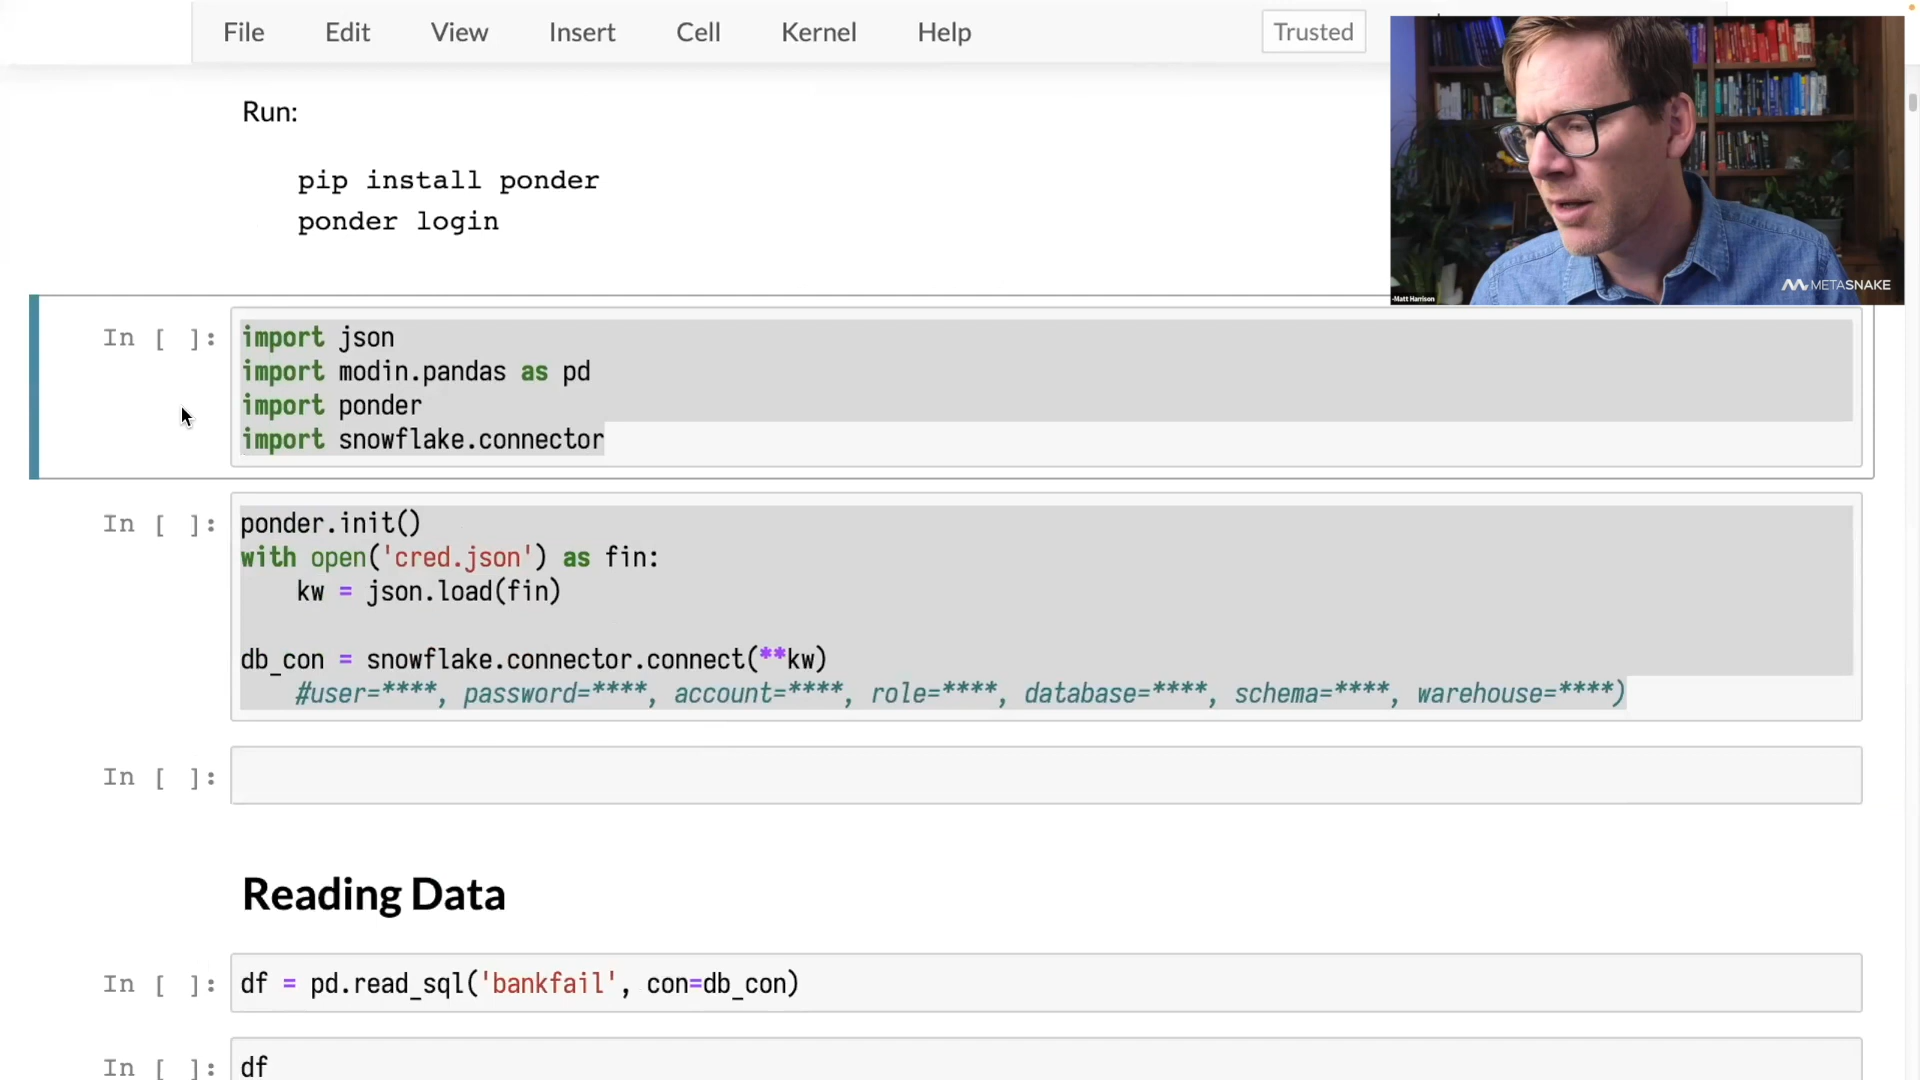 File Edit View Insert Cell Kernel Help Trusted
Run:
pip install ponder
ponder login
-Matt Harrison
METASNAKE
In [ ]:
import json
import modin.pandas as pd
import ponder
import snowflake.connector
In [ ]:
ponder.init()
with open('cred.json') as fin:
    kw = json.load(fin)
db_con = snowflake.connector.connect(**kw)
    #user=****, password=****, account=****, role=****, database=****, schema=****, warehouse=****)
In [ ]:
Reading Data
In [ ]: df = pd.read_sql('bankfail', con=db_con)
In [ ]: df